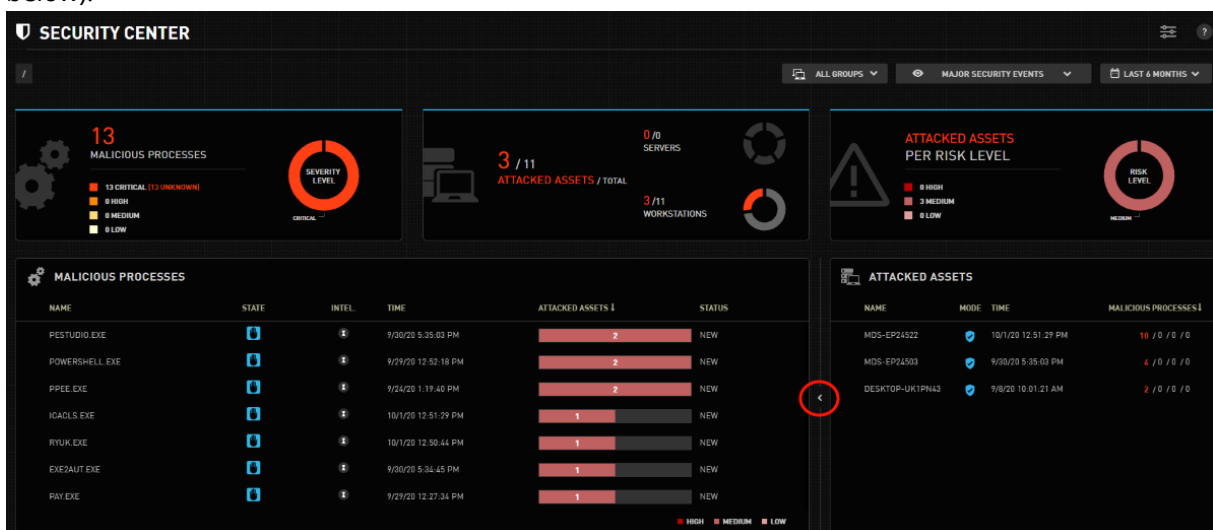 below).
SECURITY CENTER
?
/
ALL GROUPS
MAJOR SECURITY EVENTS
LAST 6 MONTHS
13
MALICIOUS PROCESSES
13 CRITICAL (13 UNKNOWN)
0 HIGH
0 MEDIUM
0 LOW
SEVERITY
LEVEL
CRITICAL
3 / 11
ATTACKED ASSETS / TOTAL
0 /0
SERVERS
3 /11
WORKSTATIONS
ATTACKED ASSETS
PER RISK LEVEL
0 HIGH
3 MEDIUM
0 LOW
RISK
LEVEL
MEDIUM
MALICIOUS PROCESSES
NAME STATE INTEL. TIME ATTACKED ASSETS STATUS
PESTUDIO.EXE 9/30/20 5:35:03 PM 2 NEW
POWERSHELL.EXE 9/29/20 12:52:18 PM 2 NEW
PPEE.EXE 9/24/20 1:19:40 PM 2 NEW
ICACLS.EXE 10/1/20 12:51:29 PM 1 NEW
RYUK.EXE 10/1/20 12:50:44 PM 1 NEW
EXE2AUT.EXE 9/30/20 5:34:45 PM 1 NEW
PAY.EXE 9/29/20 12:27:34 PM 1 NEW
HIGH MEDIUM LOW
ATTACKED ASSETS
NAME MODE TIME MALICIOUS PROCESSES
MDS-EP24522 10/1/20 12:51:29 PM 10 / 0 / 0 / 0
MDS-EP24503 9/30/20 5:35:03 PM 4 / 0 / 0 / 0
DESKTOP-UK1PN43 9/8/20 10:01:21 AM 2 / 0 / 0 / 0